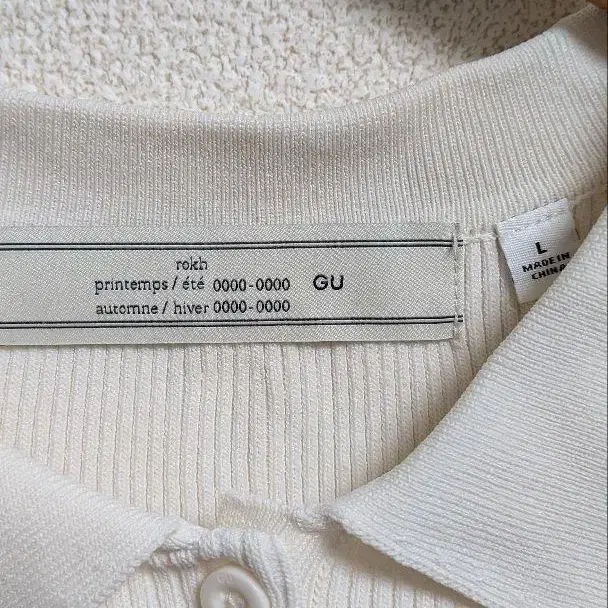 rokh
printemps / été 0000-0000 GU
automne / hiver 0000-0000
L
MADE IN
CHINA